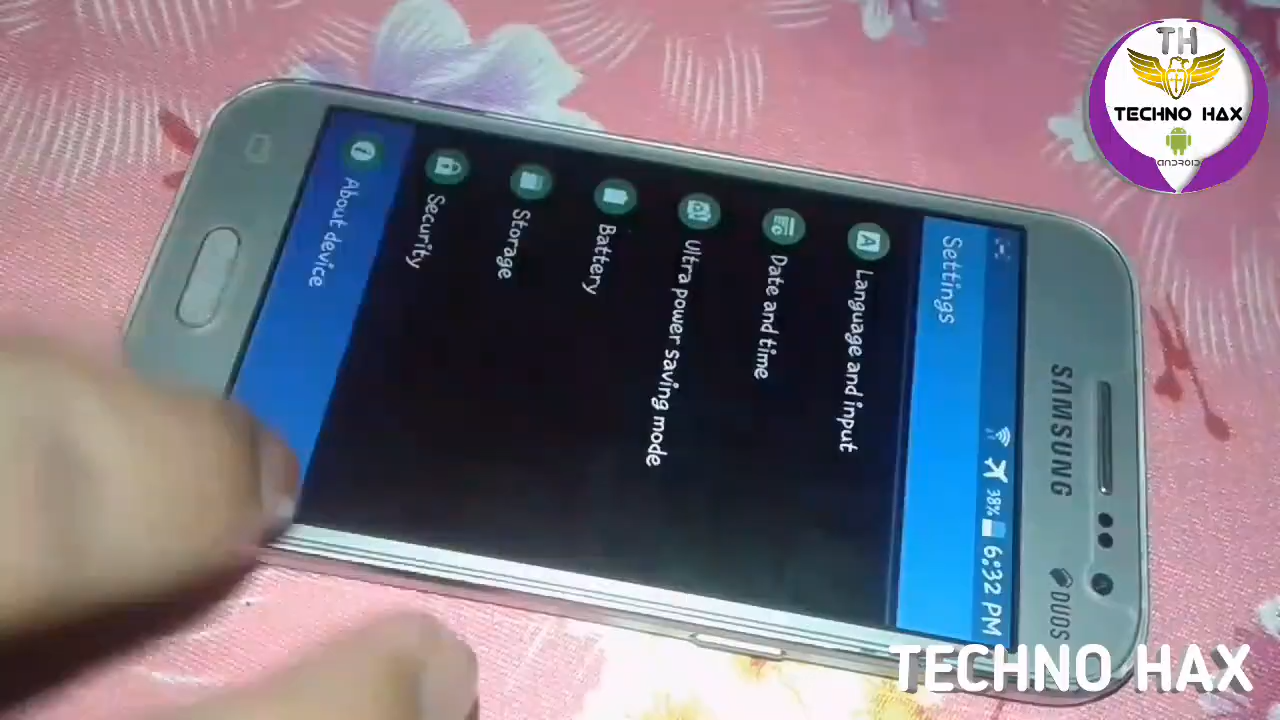 TH
TECHNO HAX
ANDROID
SAMSUNG
DUOS
38% 6:32 PM
Settings
Language and input
Date and time
Ultra power saving mode
Battery
Storage
Security
About device
TECHNO HAX